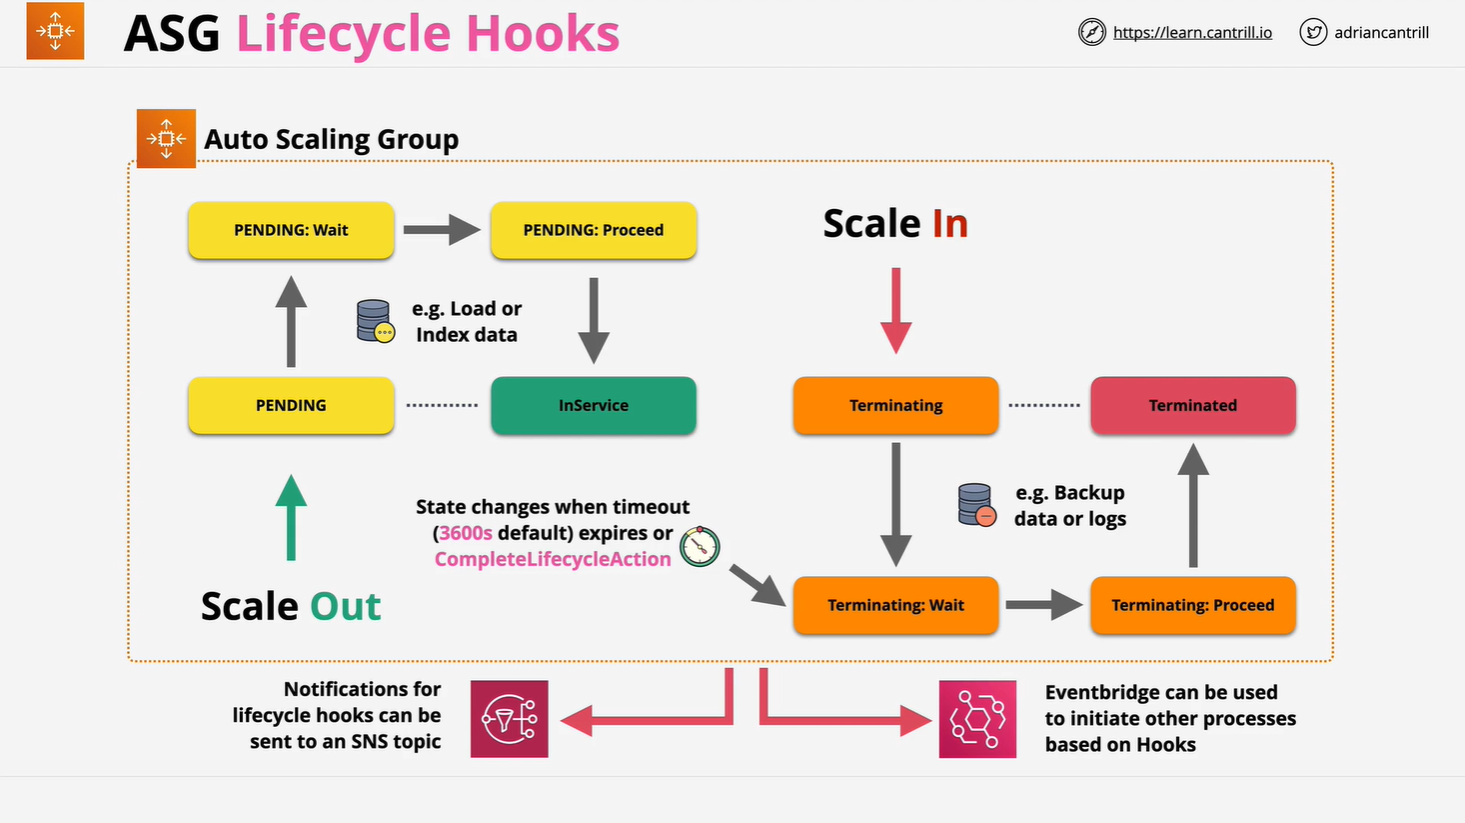 ASG Lifecycle Hooks
https://learn.cantrill.io
adriancantrill
Auto Scaling Group
PENDING: Wait
PENDING: Proceed
Scale In
e.g. Load or
Index data
PENDING
InService
Terminating
Terminated
State changes when timeout
(3600s default) expires or
CompleteLifecycleAction
e.g. Backup
data or logs
Scale Out
Terminating: Wait
Terminating: Proceed
Notifications for
lifecycle hooks can be
sent to an SNS topic
Eventbridge can be used
to initiate other processes
based on Hooks